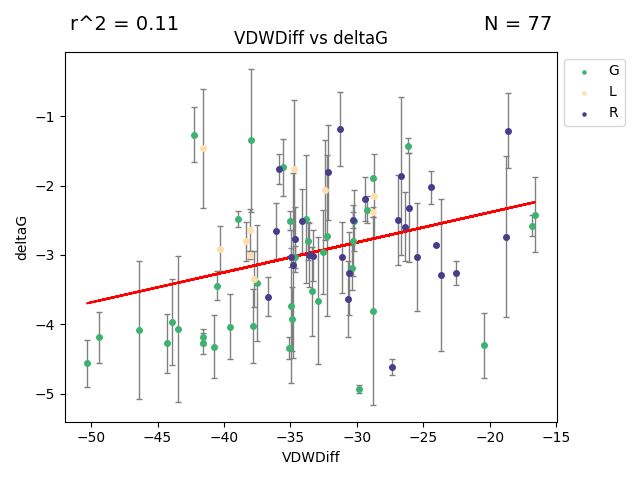 r^2 = 0.11
N = 77
VDWDiff vs deltaG
G
L
R
deltaG
−1
−2
−3
−4
−5
−50
−45
−40
−35
−30
−25
−20
−15
VDWDiff